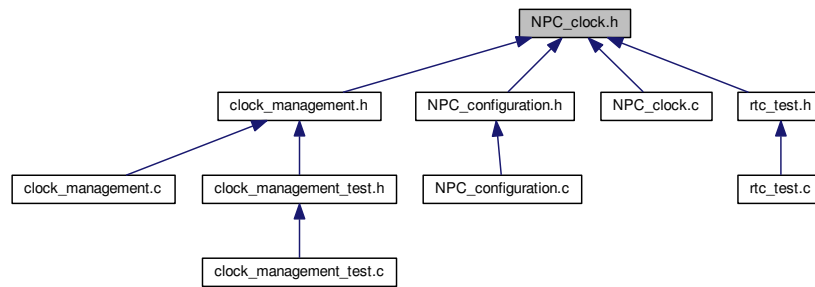 NPC_clock.h
clock_management.h
NPC_configuration.h
NPC_clock.c
rtc_test.h
clock_management.c
clock_management_test.h
NPC_configuration.c
rtc_test.c
clock_management_test.c